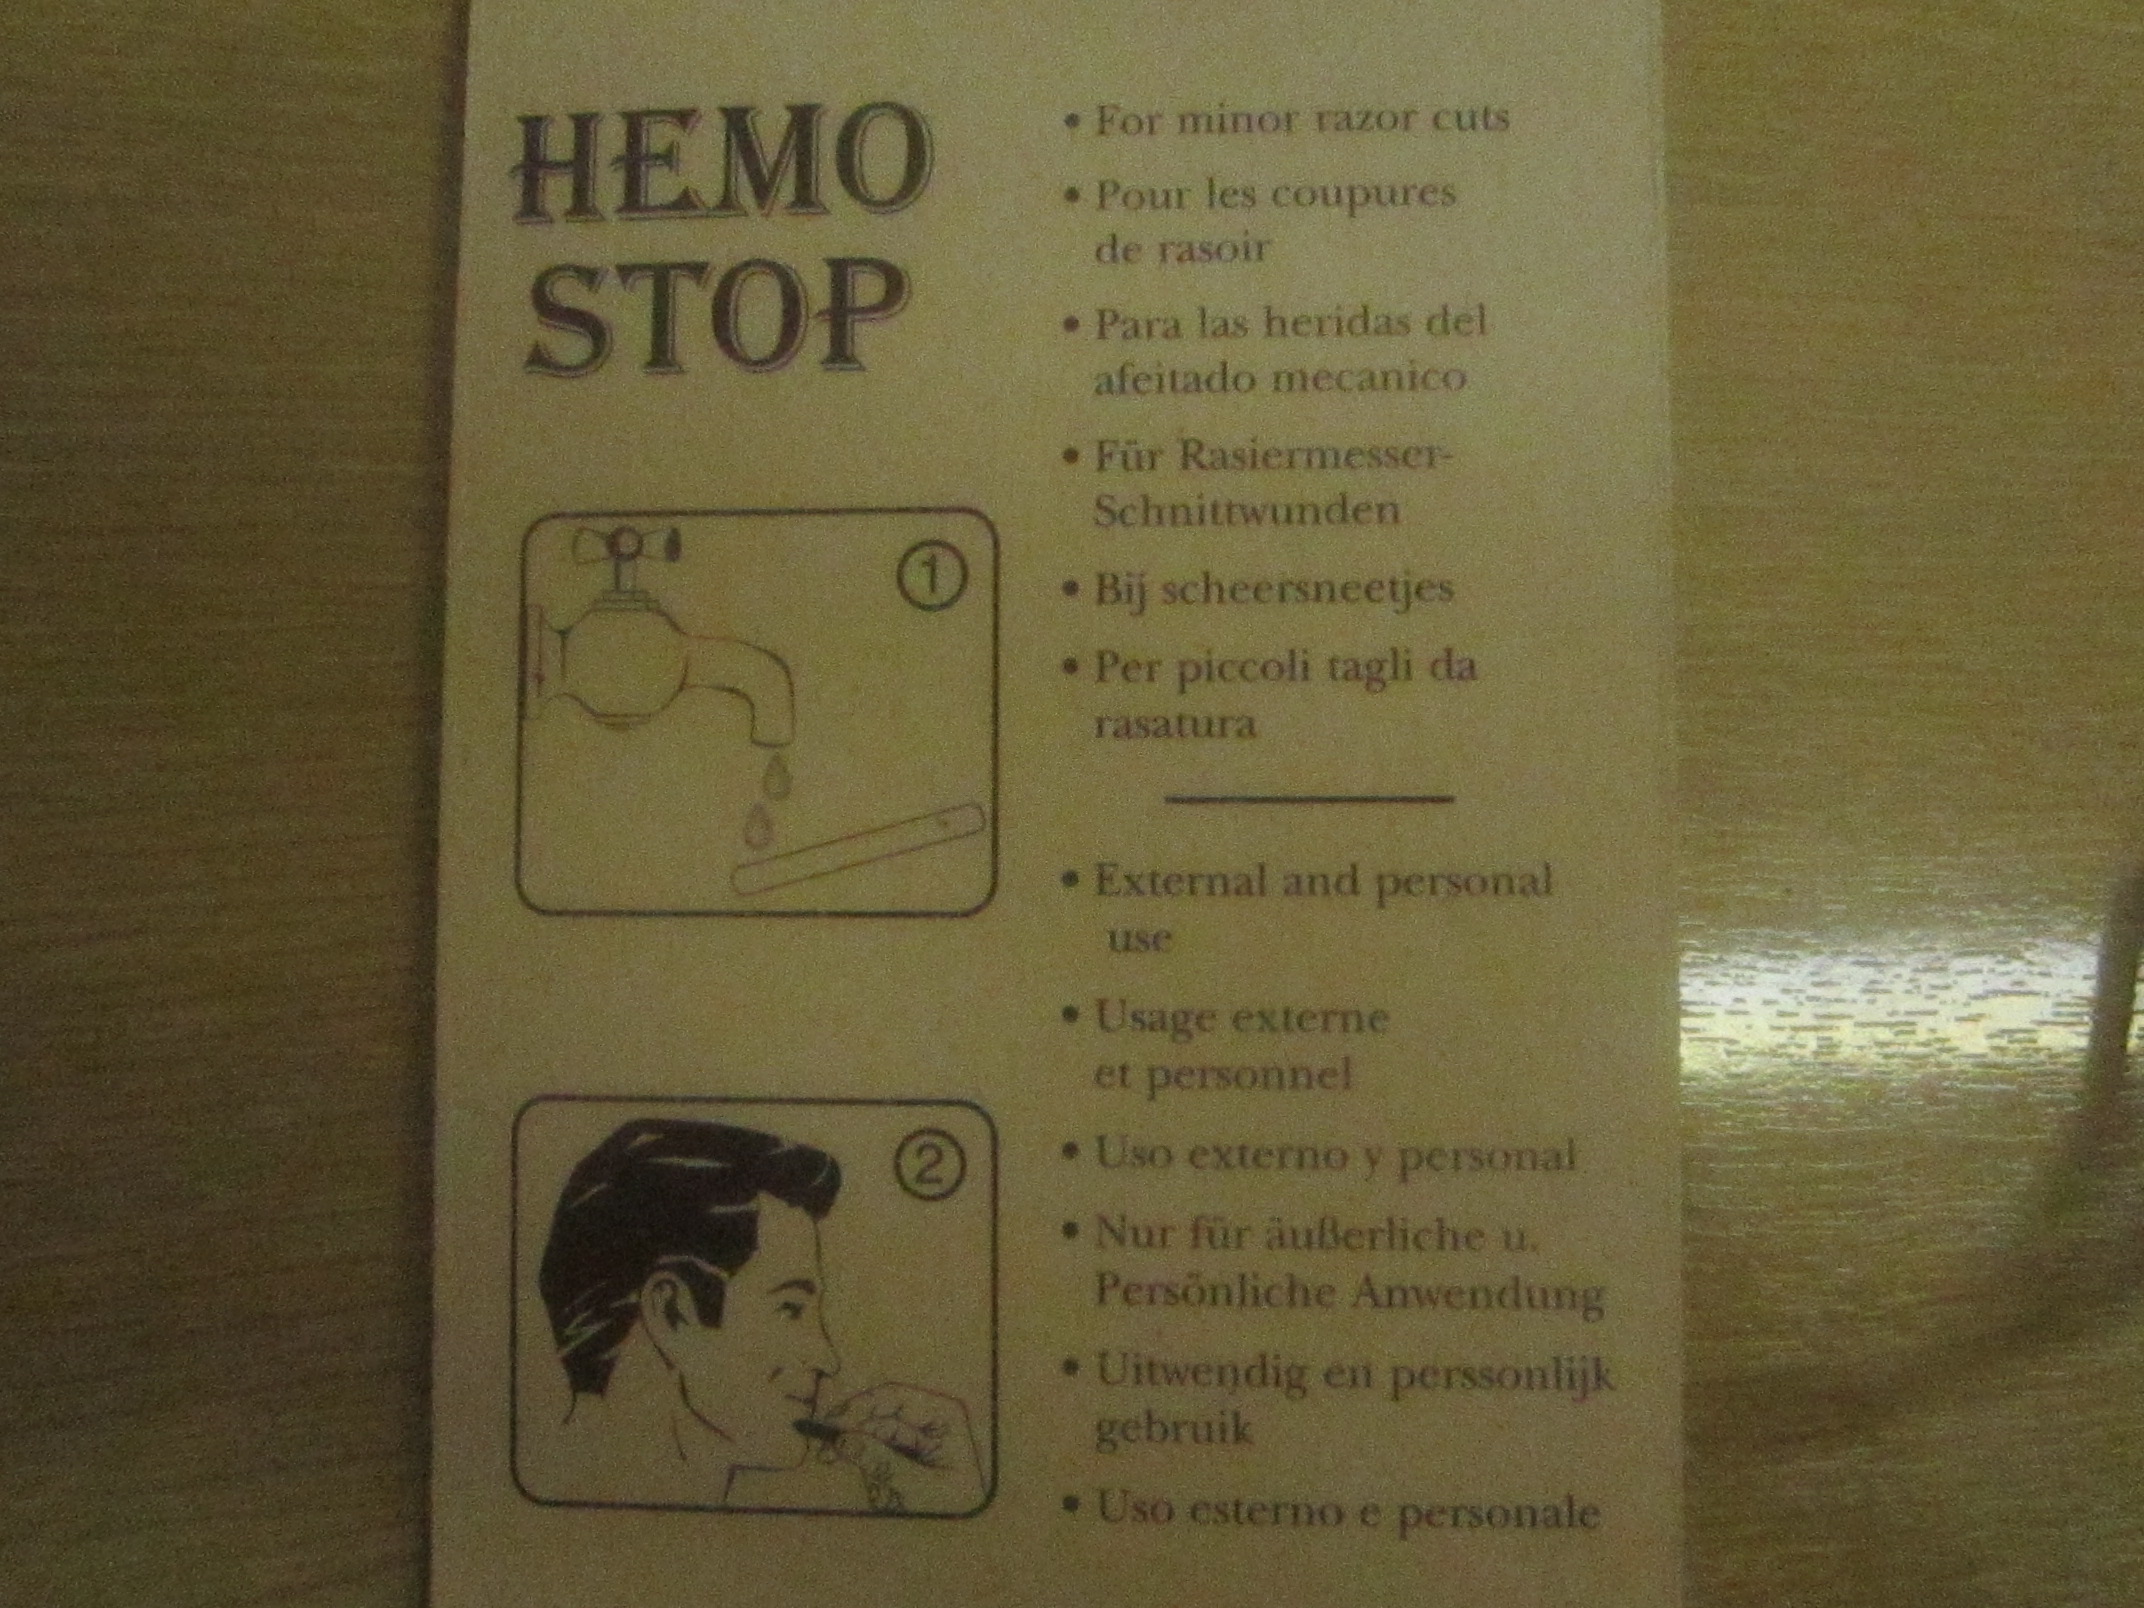 HEMO
STOP
1
2
• For minor razor cuts
• Pour les coupures
de rasoir
• Para las heridas del
afeitado mecanico
• Für Rasiermesser-
Schnittwunden
• Bij scheersneetjes
• Per piccoli tagli da
rasatura
• External and personal
use
• Usage externe
et personnel
• Uso externo y personal
• Nur für äußerliche u.
Persönliche Anwendung
• Uitwendig en perssonlijk
gebruik
• Uso esterno e personale